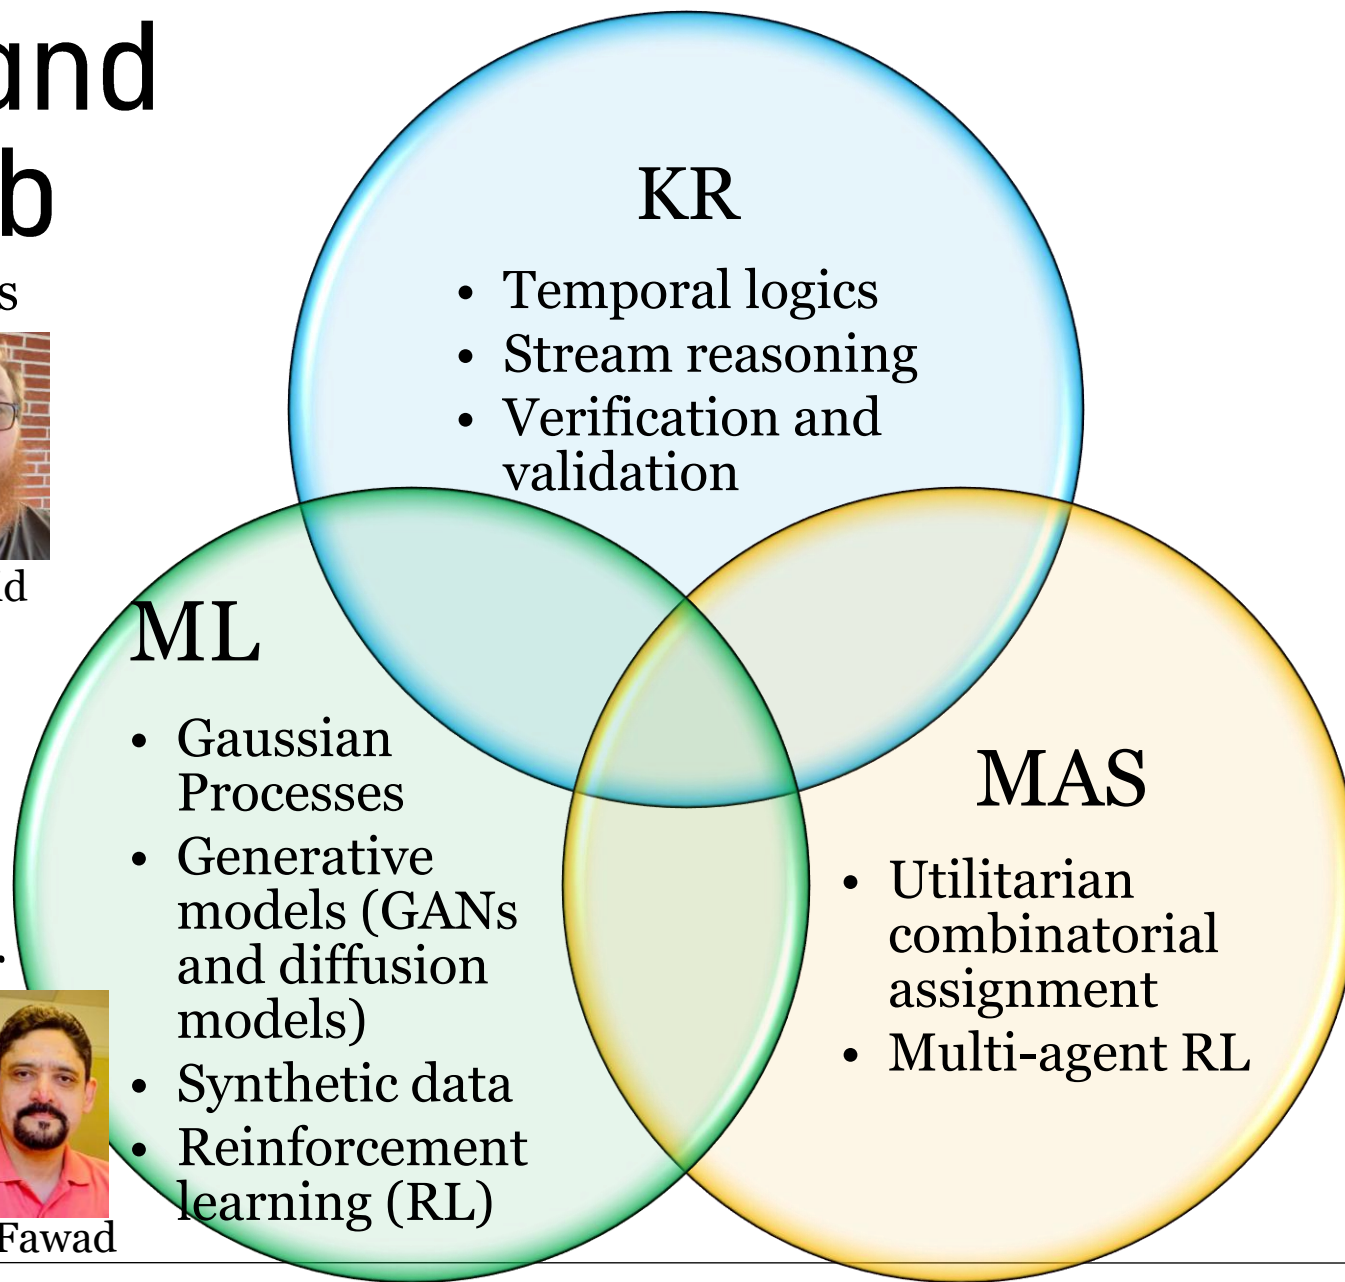 and
b
s
KR
• Temporal logics
• Stream reasoning
• Verification and
validation
id
ML
• Gaussian
Processes
• Generative
models (GANs
and diffusion
models)
• Synthetic data
• Reinforcement
learning (RL)
MAS
• Utilitarian
combinatorial
assignment
• Multi-agent RL
r
Fawad